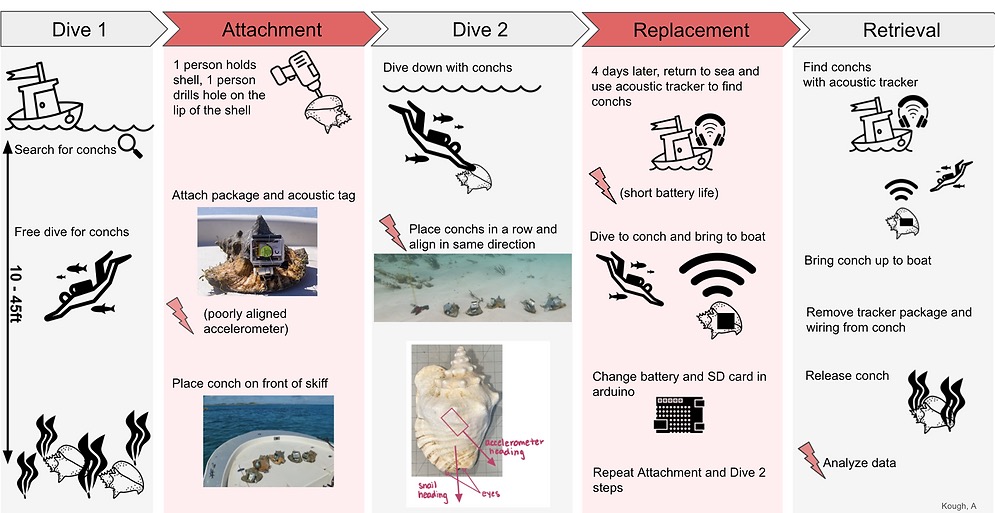 Dive 1
Attachment
Dive 2
Replacement
Retrieval
Search for conchs
Free dive for conchs
10 - 45ft
1 person holds
shell, 1 person
drills hole on the
lip of the shell
Attach package and acoustic tag
(poorly aligned
accelerometer)
Place conch on front of skiff
Dive down with conchs
Place conchs in a row and
align in same direction
accelerometer
heading
snail
heading
eyes
4 days later, return to sea and
use acoustic tracker to find
conchs
(short battery life)
Dive to conch and bring to boat
Change battery and SD card in
arduino
Repeat Attachment and Dive 2
steps
Find conchs
with acoustic tracker
Bring conch up to boat
Remove tracker package and
wiring from conch
Release conch
Analyze data
Kough, A